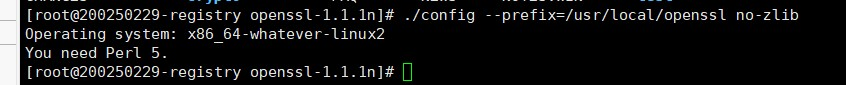 [root@200250229-registry openssl-1.1.1n]# ./config --prefix=/usr/local/openssl no-zlib
Operating system: x86_64-whatever-linux2
You need Perl 5.
[root@200250229-registry openssl-1.1.1n]#